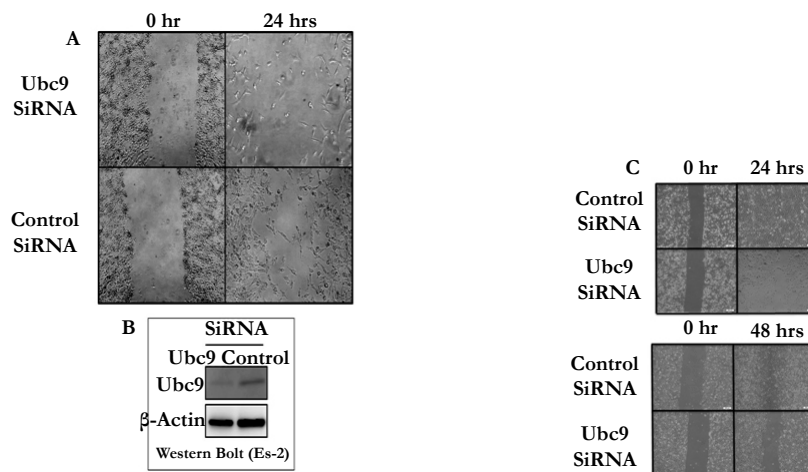 A
0 hr 24 hrs
Ubc9
SiRNA
Control
SiRNA
B
SiRNA
Ubc9 Control
Ubc9
β-Actin
Western Bolt (Es-2)
C
0 hr 24 hrs
Control
SiRNA
Ubc9
SiRNA
0 hr 48 hrs
Control
SiRNA
Ubc9
SiRNA